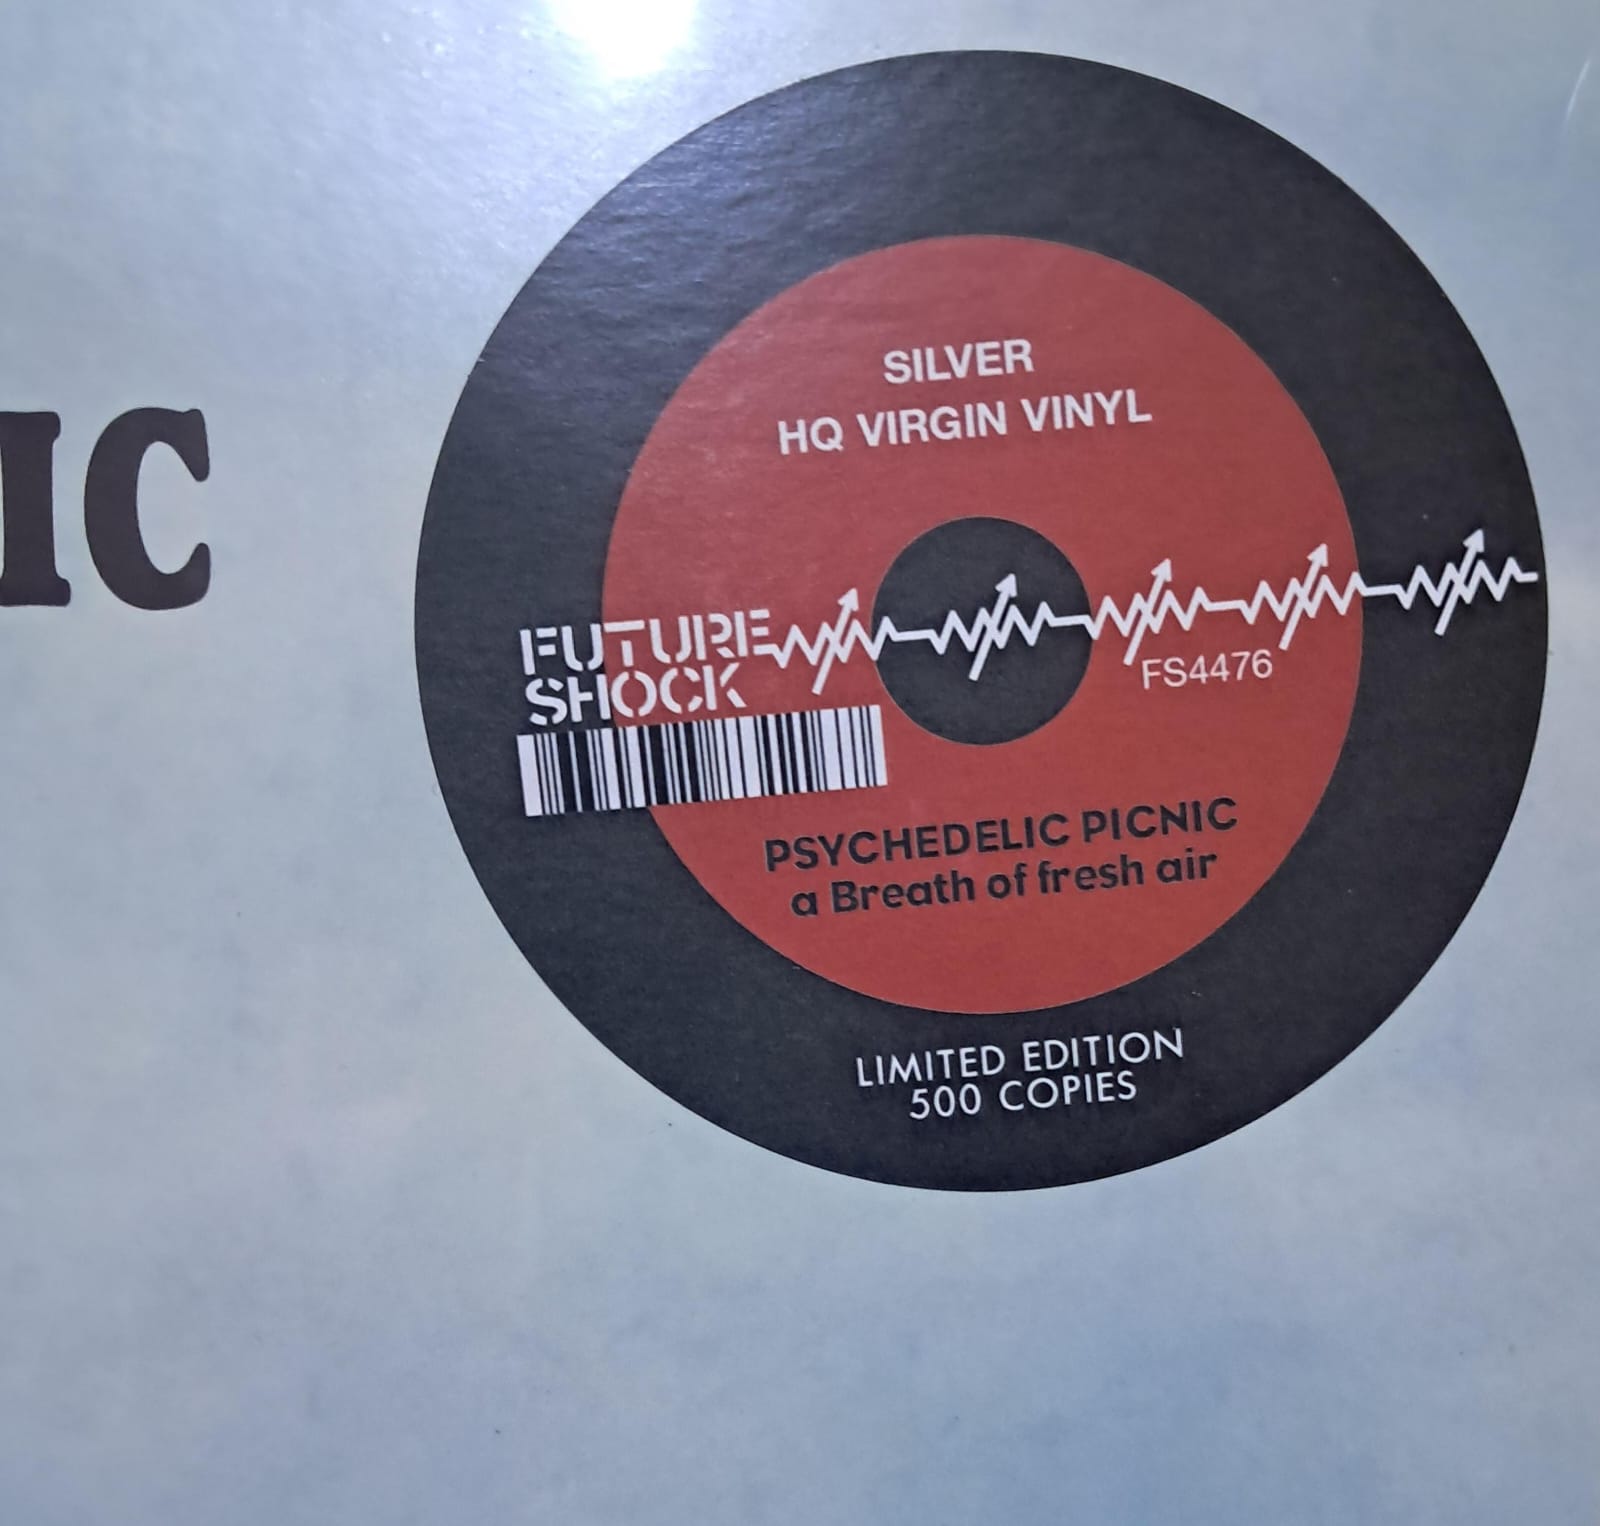 IC
SILVER
HQ VIRGIN VINYL
FUTURE
SHOCK
FS4476
PSYCHEDELIC PICNIC
a Breath of fresh air
LIMITED EDITION
500 COPIES